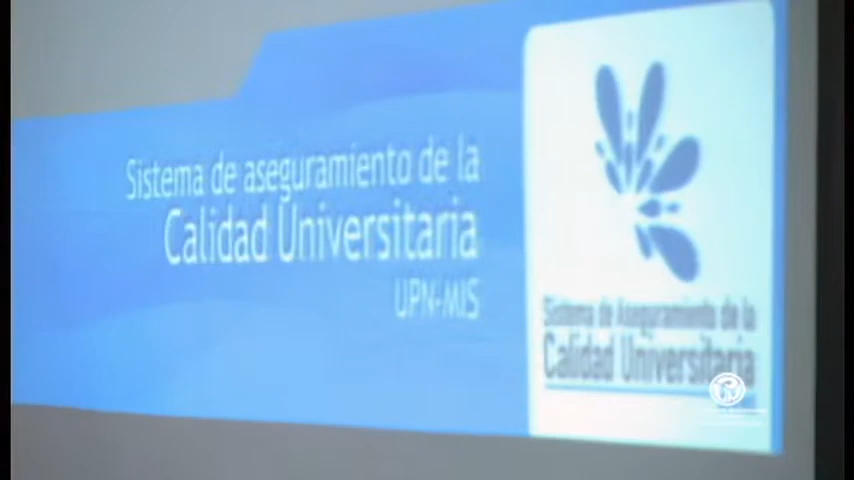 Sistema de aseguramiento de la
Calidad Universitaria
UPN-MIS
Sistema de Aseguramiento de la
Calidad Universitaria